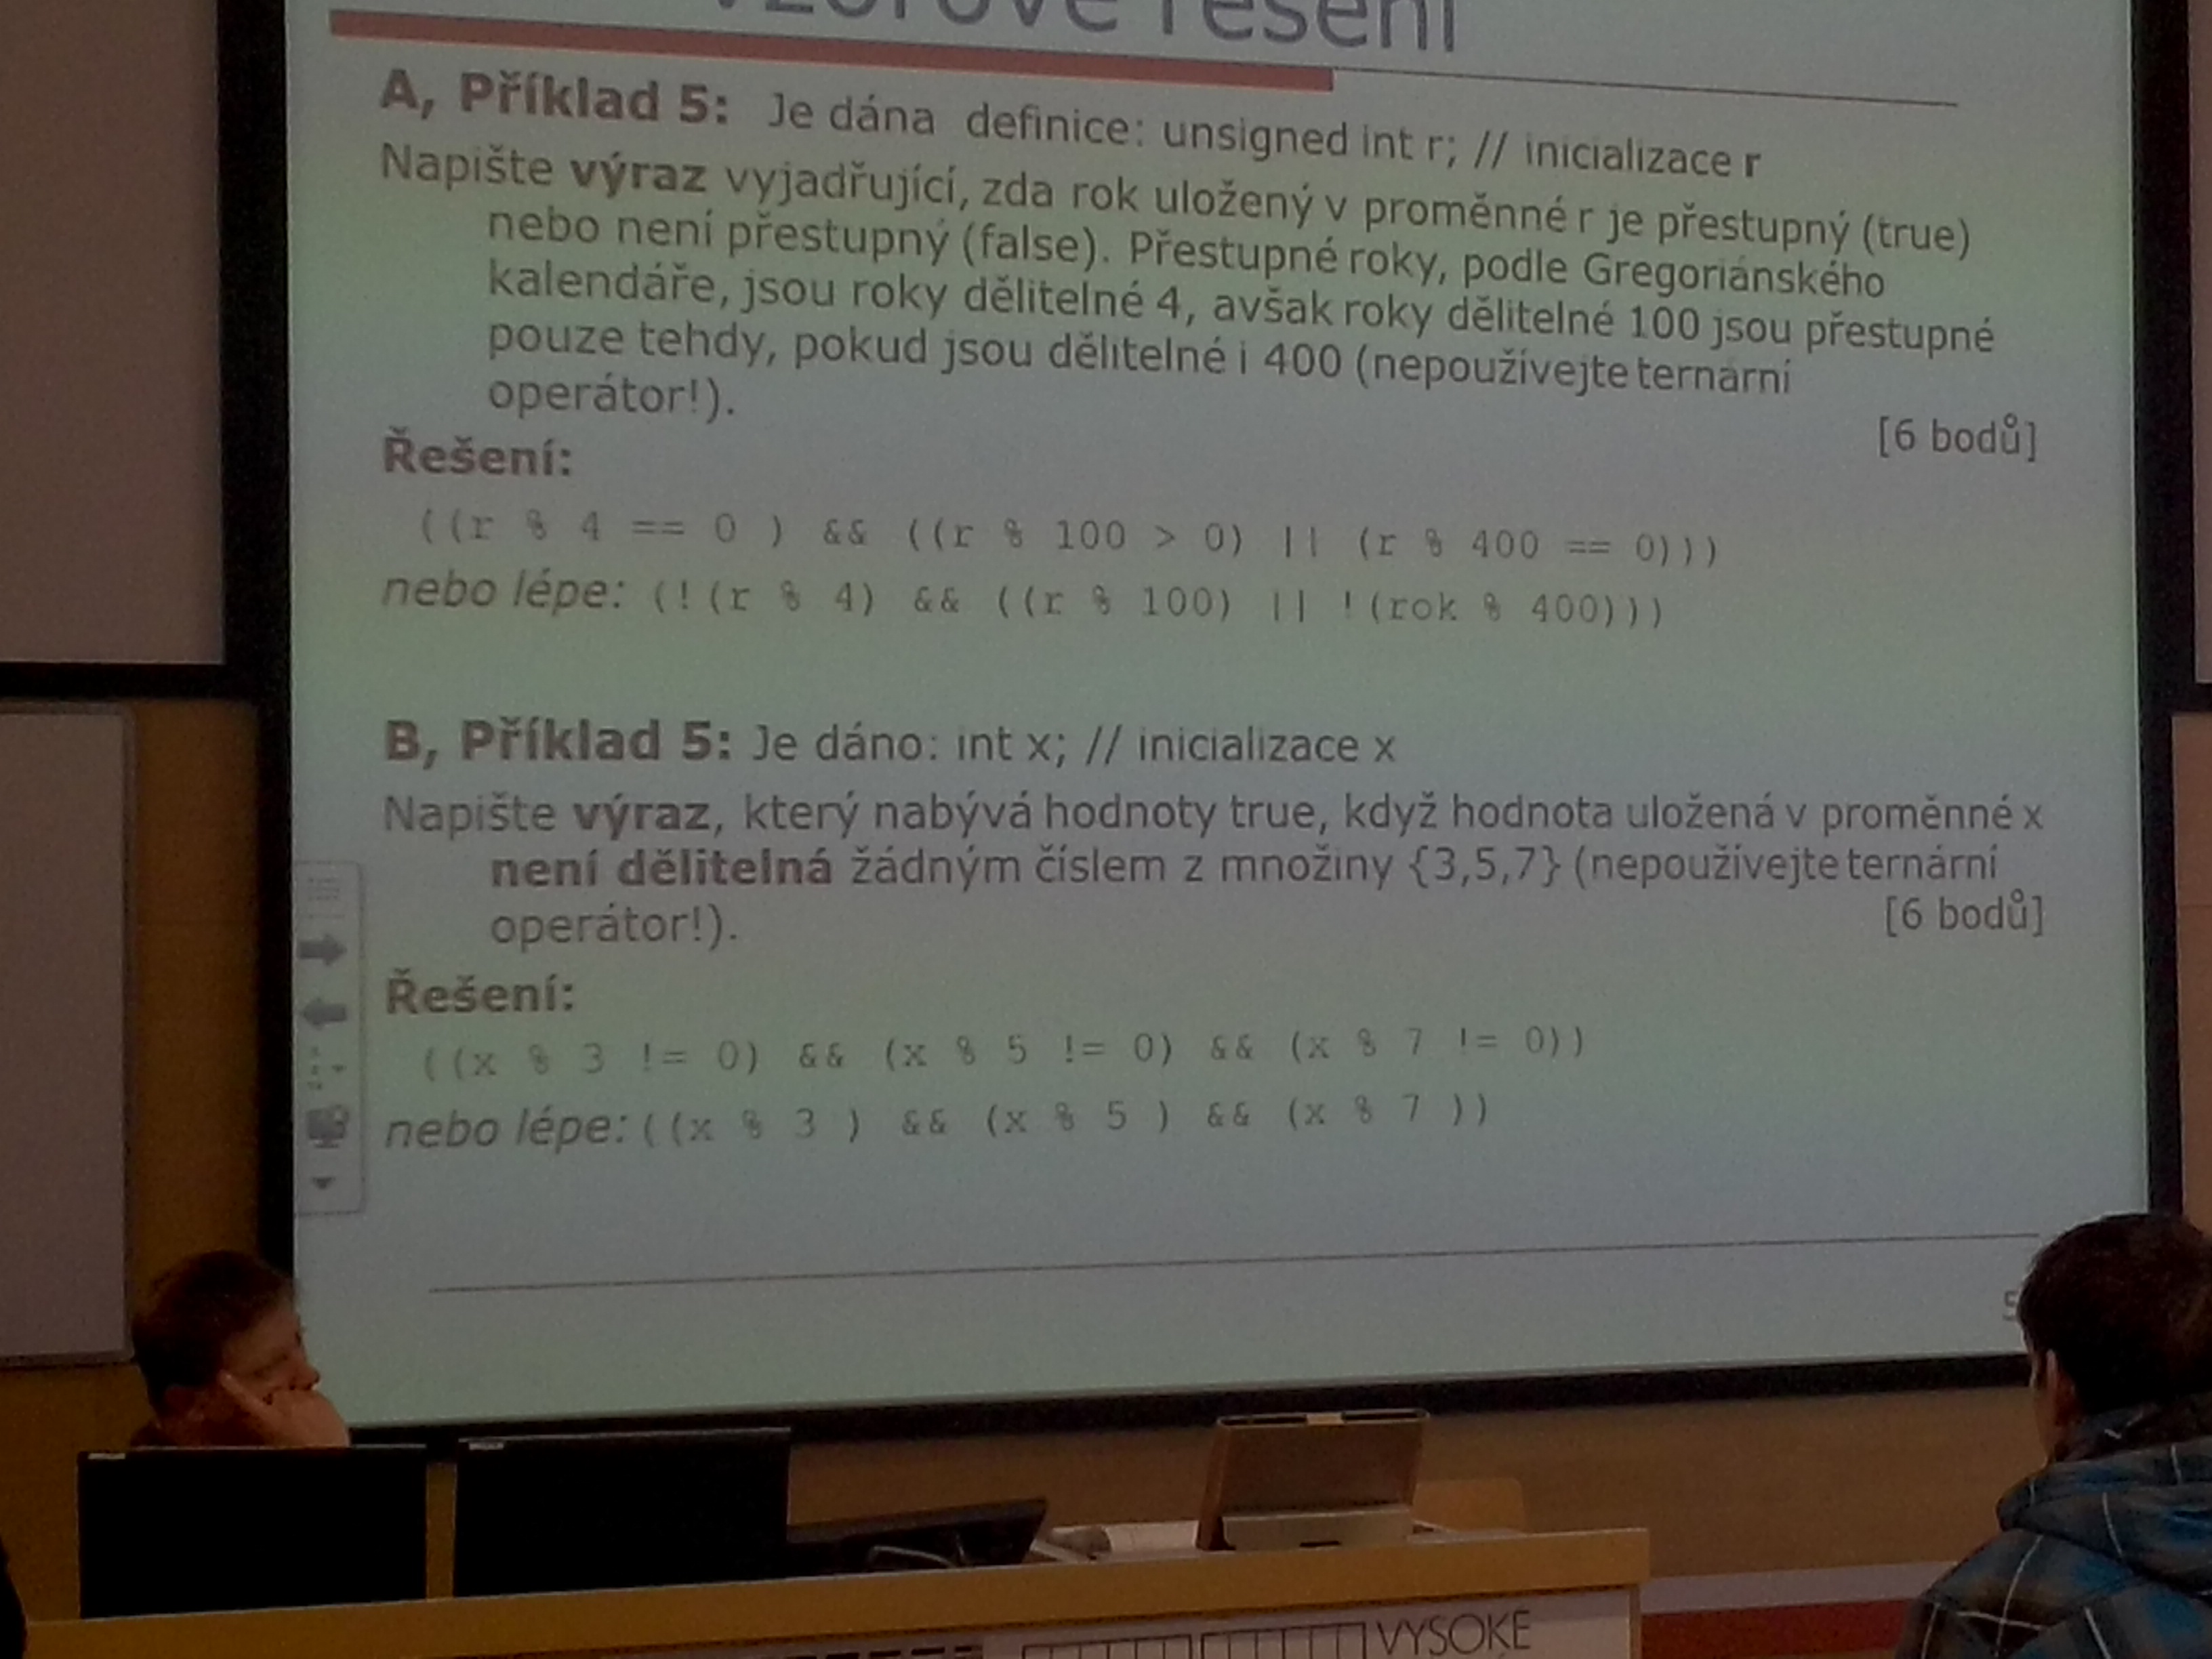 Vzorové řešení
A, Příklad 5: Je dána definice: unsigned int r; // inicializace r
Napište výraz vyjadřující, zda rok uložený v proměnné r je přestupný (true)
nebo není přestupný (false). Přestupné roky, podle Gregoriánského
kalendáře, jsou roky dělitelné 4, avšak roky dělitelné 100 jsou přestupné
pouze tehdy, pokud jsou dělitelné i 400 (nepoužívejte ternární
operátor!).
[6 bodů]
Řešení:
((r % 4 == 0 ) && ((r % 100 > 0) || (r % 400 == 0)))
nebo lépe: (!(r % 4) && ((r % 100) || !(rok % 400)))
B, Příklad 5: Je dáno: int x; // inicializace x
Napište výraz, který nabývá hodnoty true, když hodnota uložená v proměnné x
není dělitelná žádným číslem z množiny {3,5,7} (nepoužívejte ternární
operátor!).
[6 bodů]
Řešení:
((x % 3 != 0) && (x % 5 != 0) && (x % 7 != 0))
nebo lépe: ((x % 3 ) && (x % 5 ) && (x % 7 ))
5
VYSOKÉ